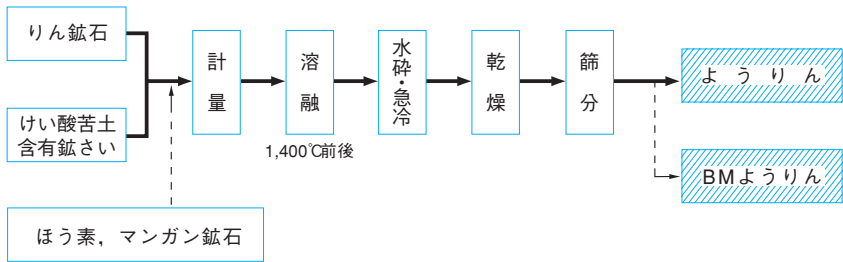 りん鉱石
けい酸苦土
含有鉱さい
ほう素，マンガン鉱石
計量
溶融
1,400℃前後
水砕・急冷
乾燥
篩分
ようりん
BMようりん